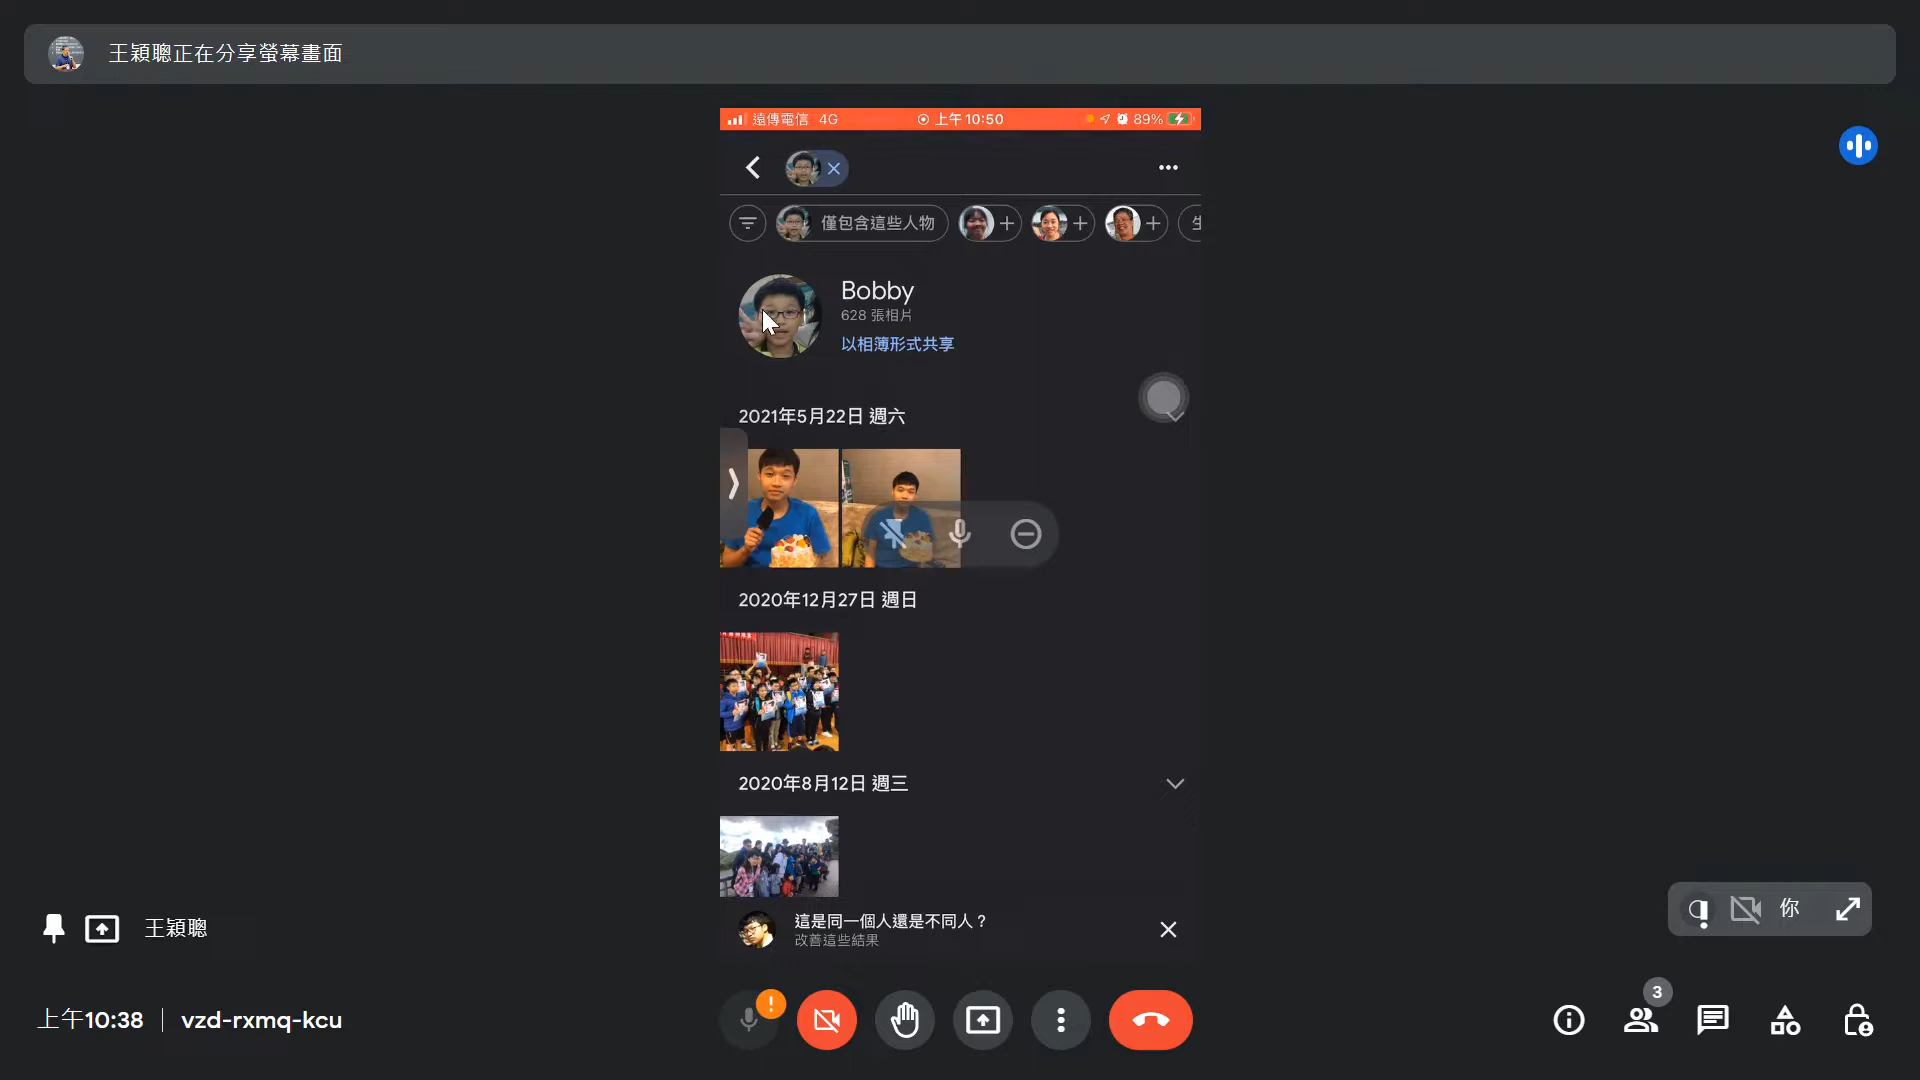 王穎聰正在分享螢幕畫面
遠傳電信 4G 上午10:50 89%
僅包含這些人物
Bobby
628 張相片
以相簿形式共享
2021年5月22日 週六
2020年12月27日 週日
2020年8月12日 週三
這是同一個人還是不同人？
改善這些結果
王穎聰
你
上午10:38 vzd-rxmq-kcu
3